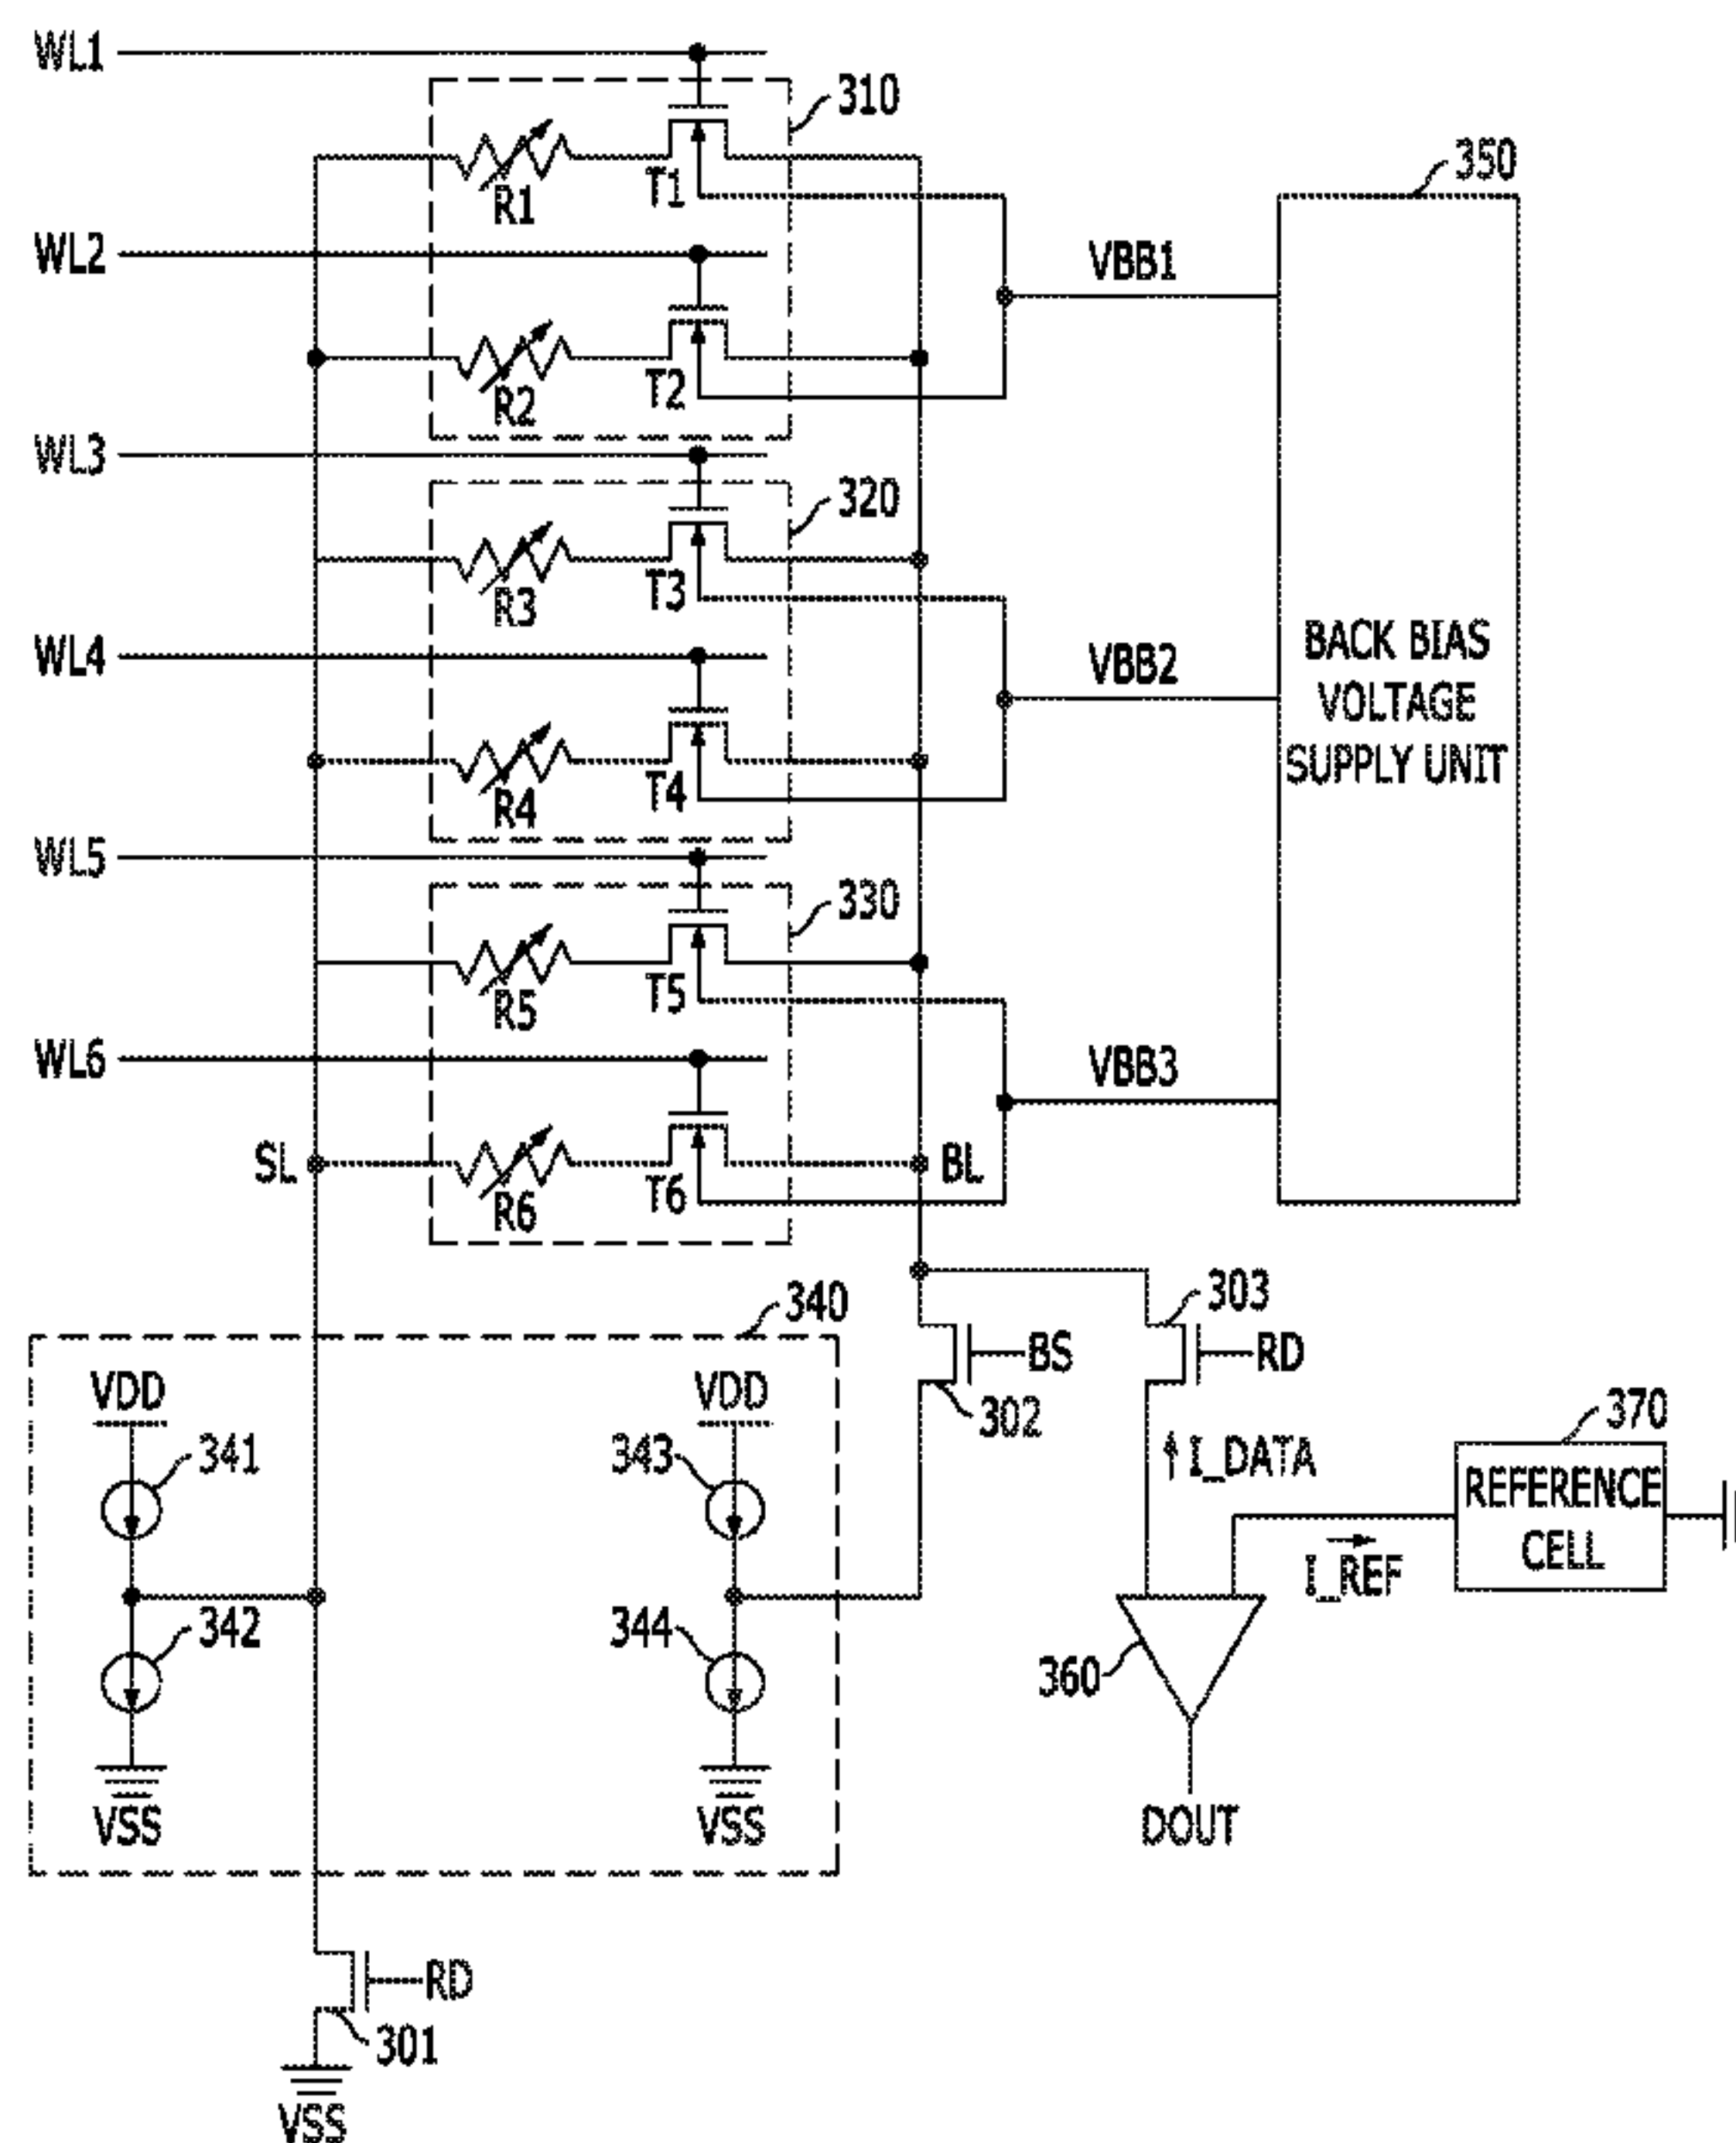 WL1
310
R1
T1
350
WL2
VBB1
R2
T2
WL3
320
R3
T3
WL4
VBB2
BACK BIAS
VOLTAGE
SUPPLY UNIT
R4
T4
WL5
330
R5
T5
WL6
VBB3
SL
BL
R6
T6
340
303
VDD
VDD
BS
RD
302
370
341
343
I_DATA
REFERENCE
CELL
I_REF
342
344
360
VSS
VSS
DOUT
RD
301
VSS